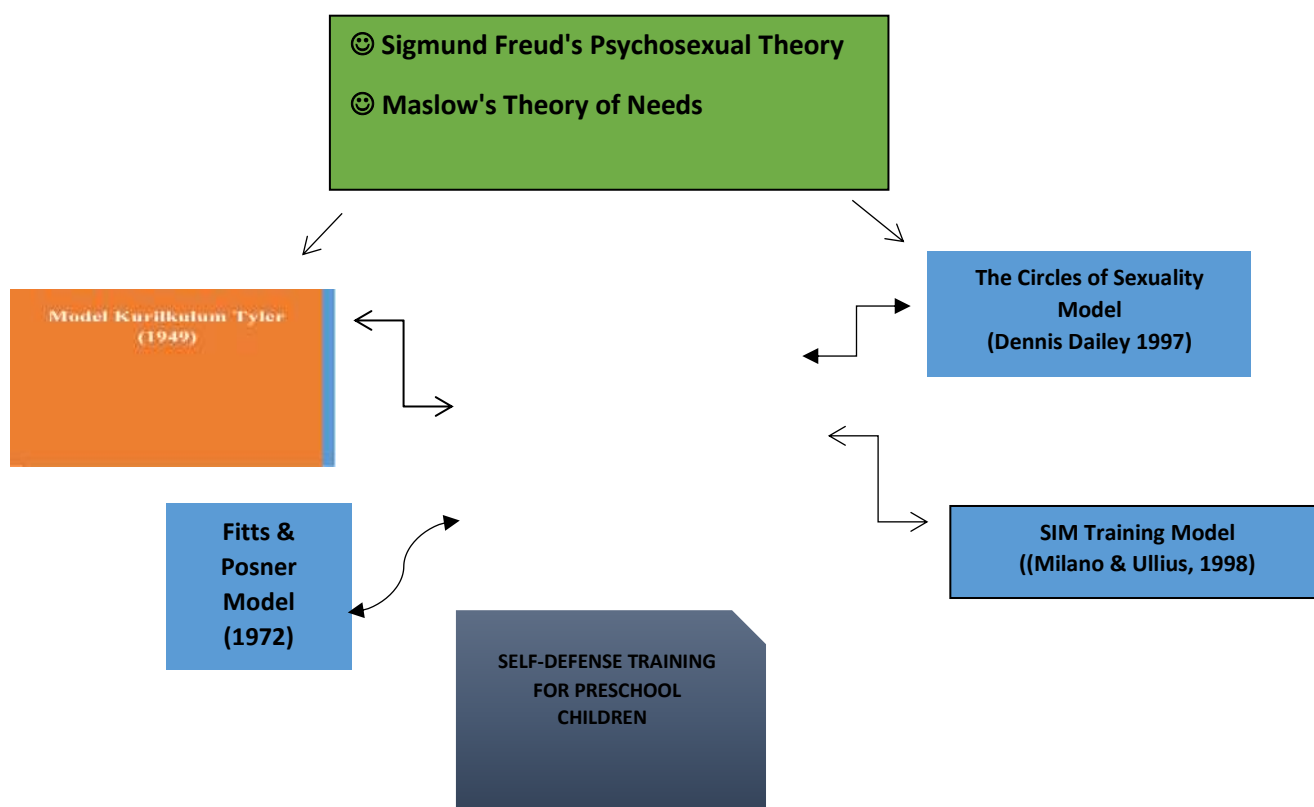 ☺ Sigmund Freud's Psychosexual Theory
☺ Maslow's Theory of Needs
Model Kurilkulum Tyler
(1949)
The Circles of Sexuality
Model
(Dennis Dailey 1997)
Fitts &
Posner
Model
(1972)
SIM Training Model
((Milano & Ullius, 1998)
SELF-DEFENSE TRAINING
FOR PRESCHOOL
CHILDREN